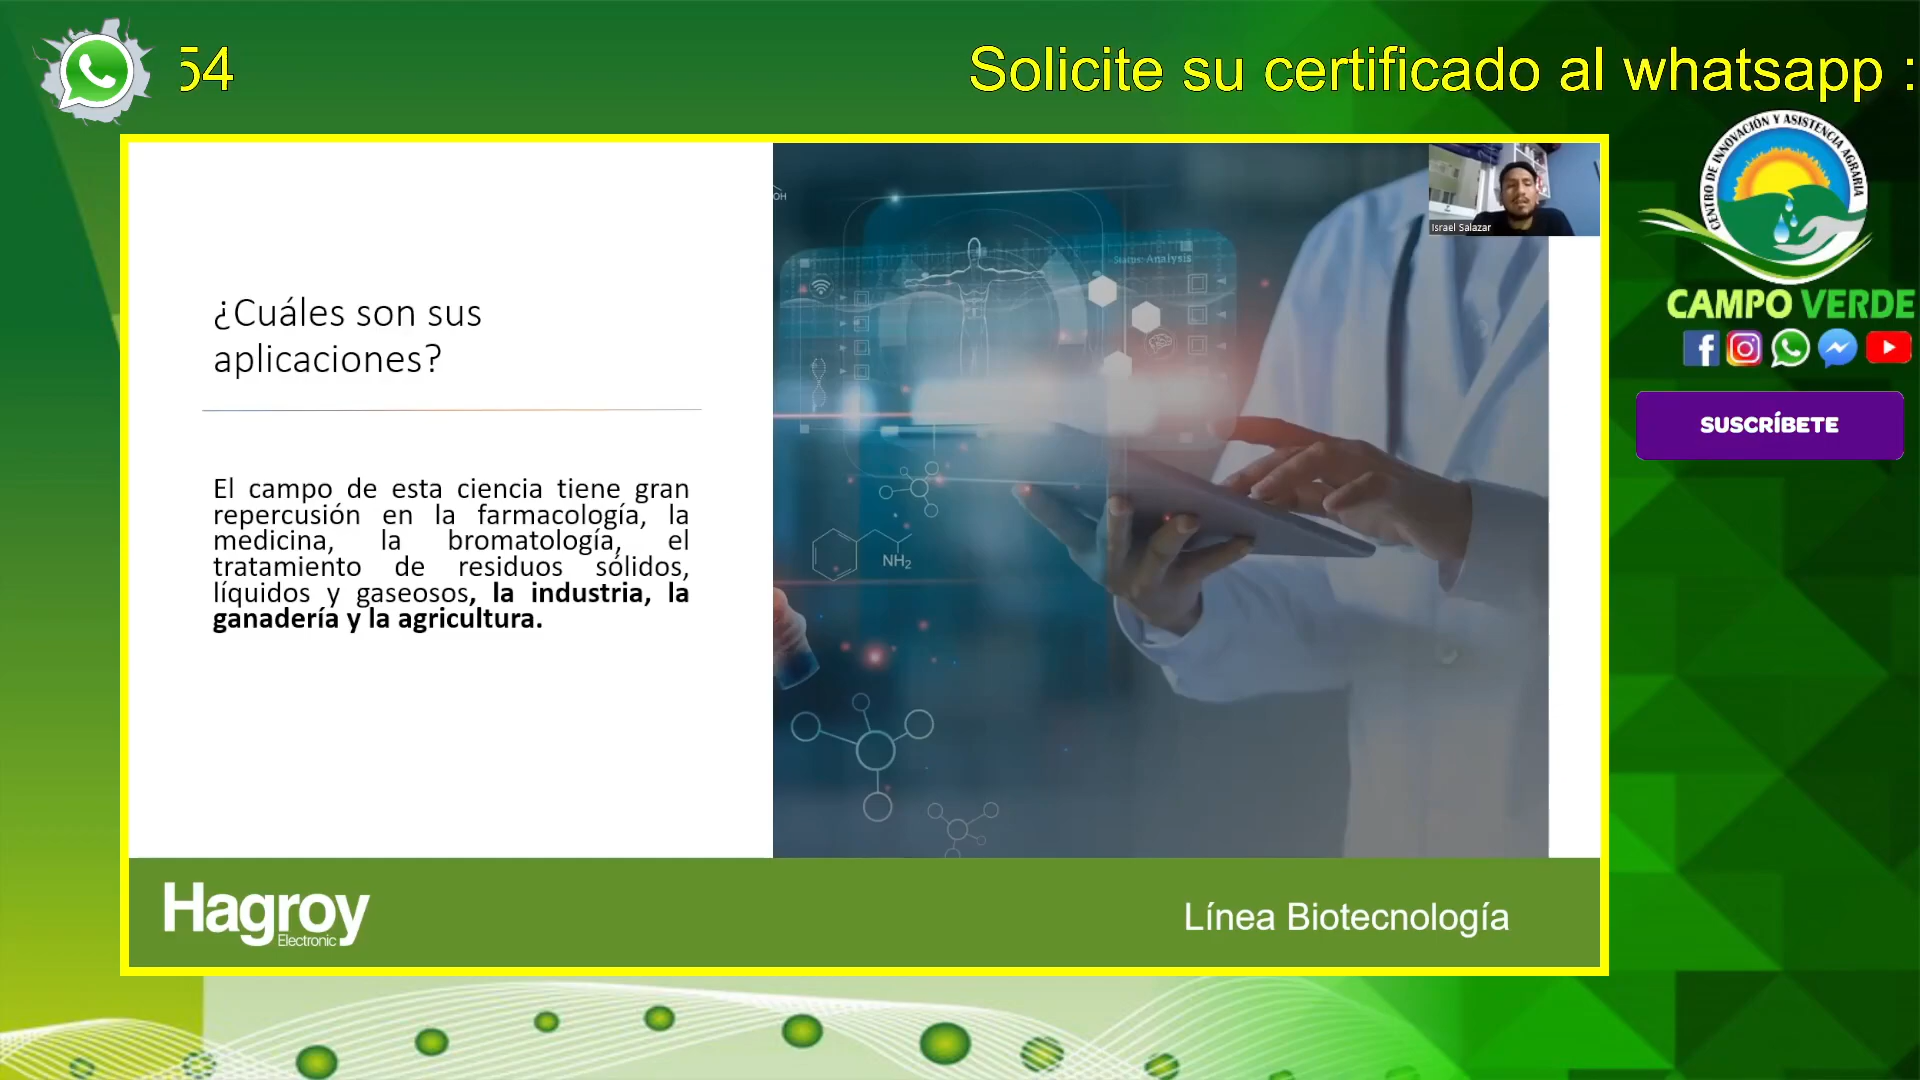 54
Solicite su certificado al whatsapp :
CENTRO DE INNOVACIÓN Y ASISTENCIA AGRARIA
CAMPO VERDE
SUSCRÍBETE
Israel Salazar
¿Cuáles son sus
aplicaciones?
El campo de esta ciencia tiene gran
repercusión en la farmacología, la
medicina, la bromatología, el
tratamiento de residuos sólidos,
líquidos y gaseosos, la industria, la
ganadería y la agricultura.
OH
Status: Analysis
NH₂
Hagroy
Electronic
Línea Biotecnología